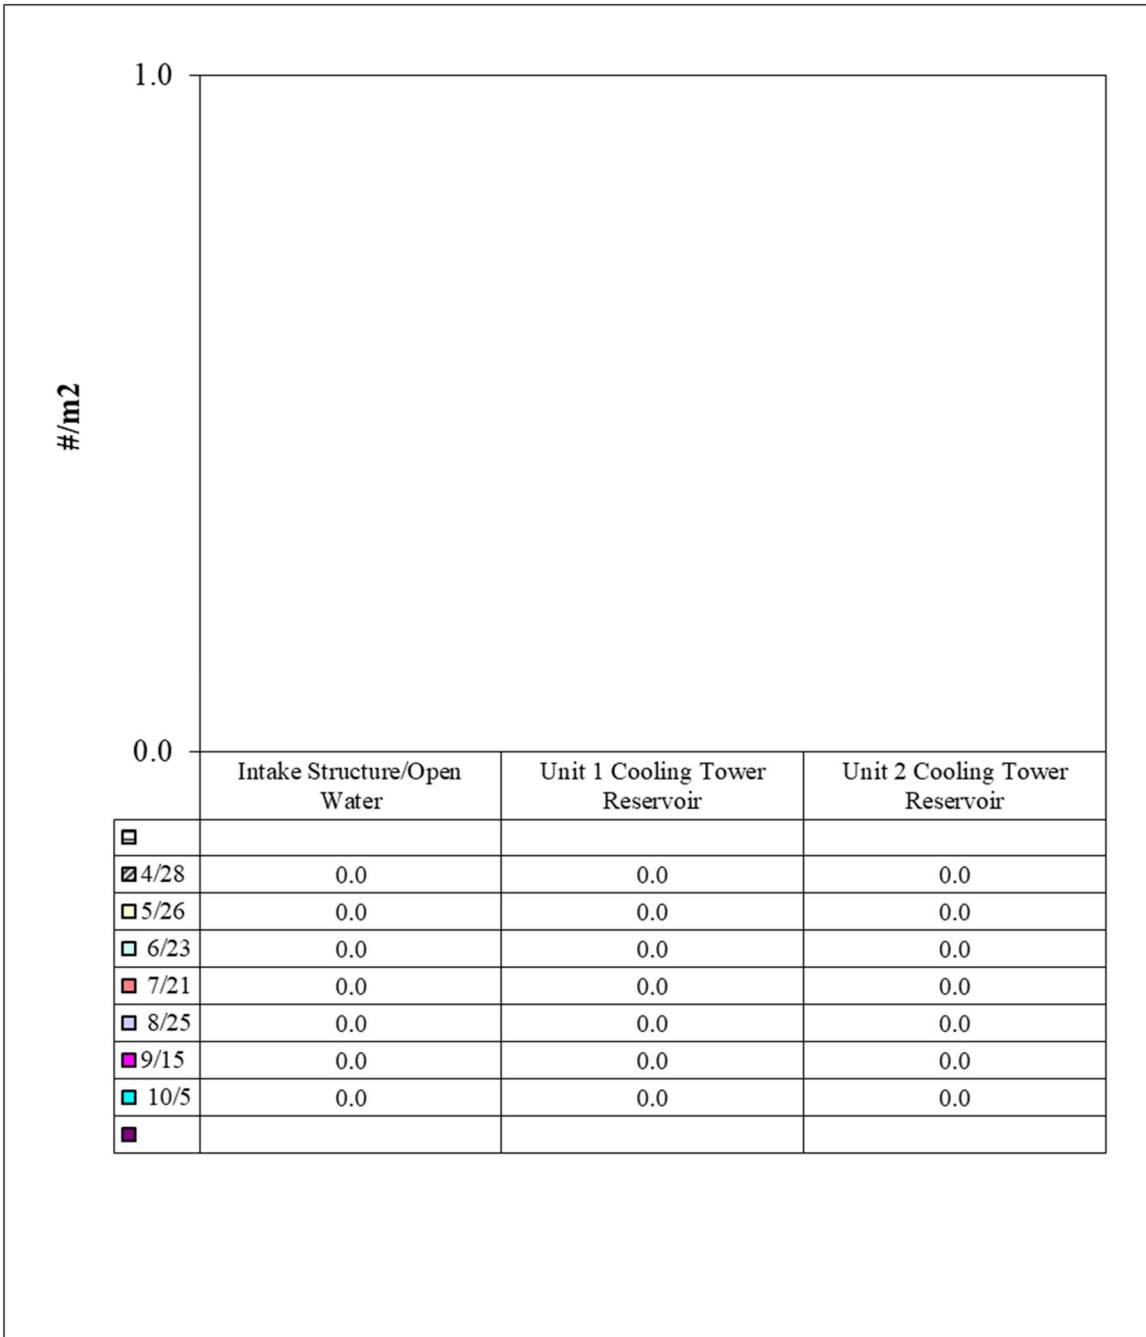 1.0
#/m2
0.0
Intake Structure/Open Water
Unit 1 Cooling Tower Reservoir
Unit 2 Cooling Tower Reservoir
4/28 0.0 0.0 0.0
5/26 0.0 0.0 0.0
6/23 0.0 0.0 0.0
7/21 0.0 0.0 0.0
8/25 0.0 0.0 0.0
9/15 0.0 0.0 0.0
10/5 0.0 0.0 0.0